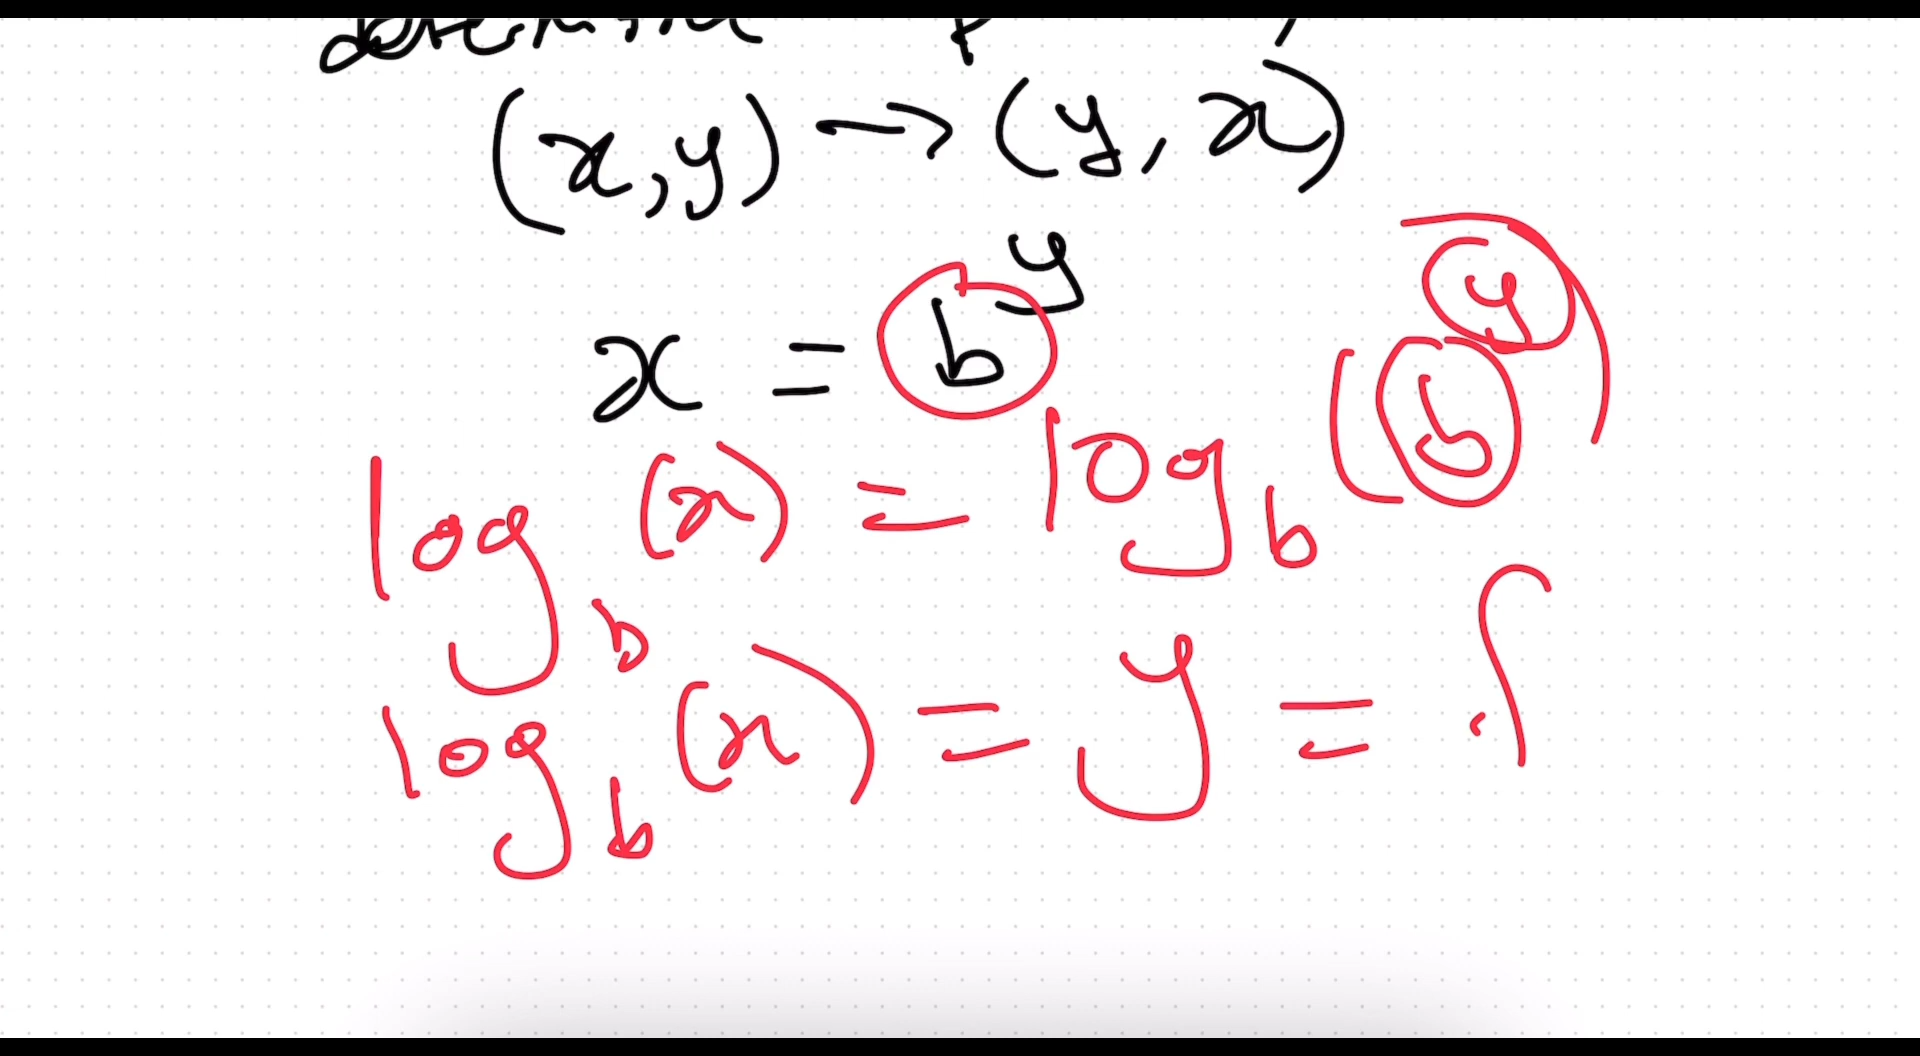 (x,y) → (y, x)
x = b^y
log_b (x) = log_b (b^y)
log_b (x) = y = f